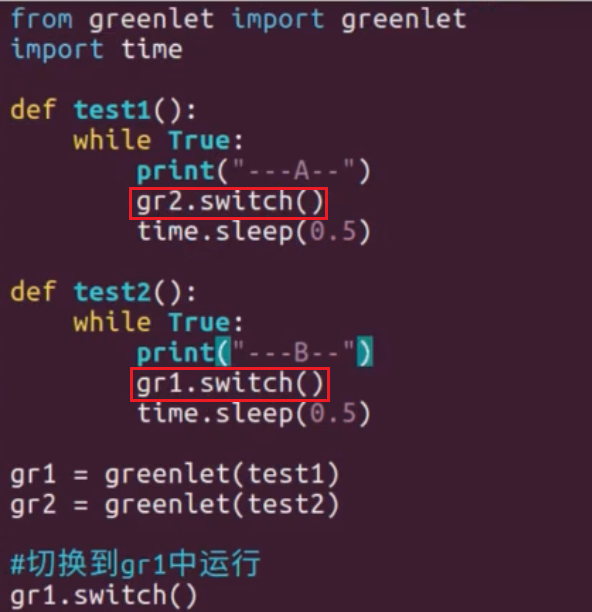 from greenlet import greenlet
import time
def test1():
while True:
print("---A--")
gr2.switch()
time.sleep(0.5)
def test2():
while True:
print("---B--")
gr1.switch()
time.sleep(0.5)
gr1 = greenlet(test1)
gr2 = greenlet(test2)
#切换到gr1中运行
gr1.switch()